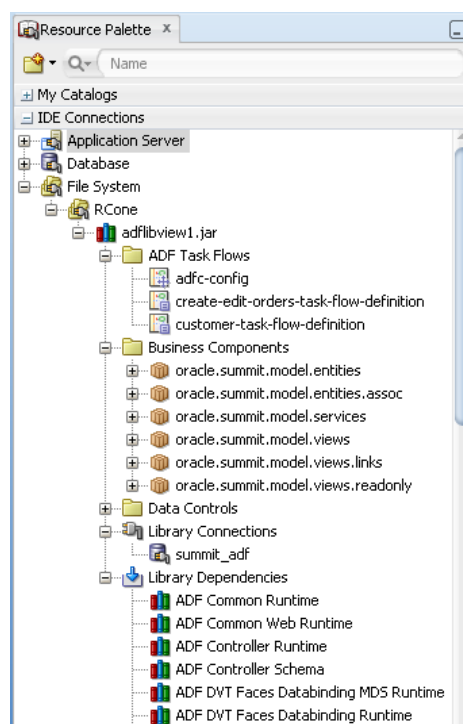 Resource Palette
Name
My Catalogs
IDE Connections
Application Server
Database
File System
RCone
adflibview1.jar
ADF Task Flows
adfc-config
create-edit-orders-task-flow-definition
customer-task-flow-definition
Business Components
oracle.summit.model.entities
oracle.summit.model.entities.assoc
oracle.summit.model.services
oracle.summit.model.views
oracle.summit.model.views.links
oracle.summit.model.views.readonly
Data Controls
Library Connections
summit_adf
Library Dependencies
ADF Common Runtime
ADF Common Web Runtime
ADF Controller Runtime
ADF Controller Schema
ADF DVT Faces Databinding MDS Runtime
ADF DVT Faces Databinding Runtime